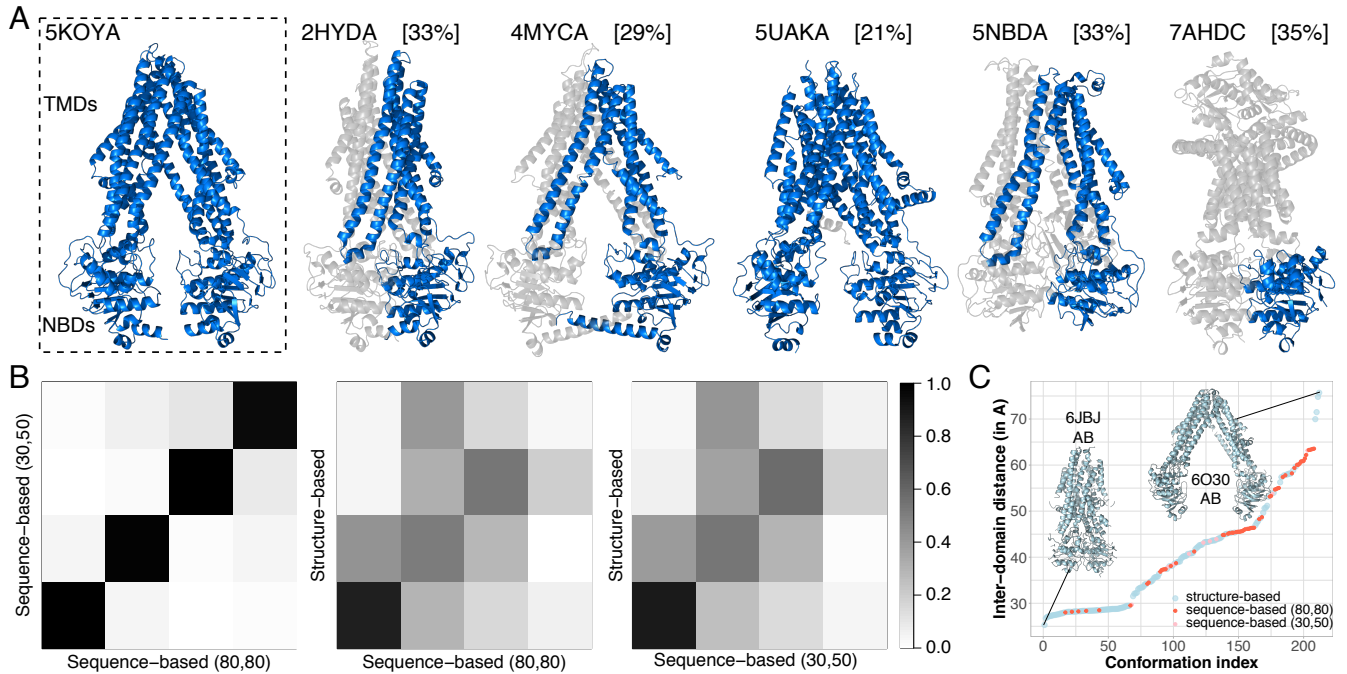 A
5KOYA
2HYDA [33%]
4MYCA [29%]
5UAKA [21%]
5NBDA [33%]
7AHDC [35%]
TMDs
NBDs
B
Sequence−based (30,50)
Sequence−based (80,80)
Structure−based
Sequence−based (80,80)
Structure−based
Sequence−based (30,50)
1.0
0.8
0.6
0.4
0.2
0.0
C
Inter−domain distance (in A)
70
60
50
40
30
6JBJ
AB
6O30
AB
structure−based
sequence−based (80,80)
sequence−based (30,50)
0
50
100
150
200
Conformation index